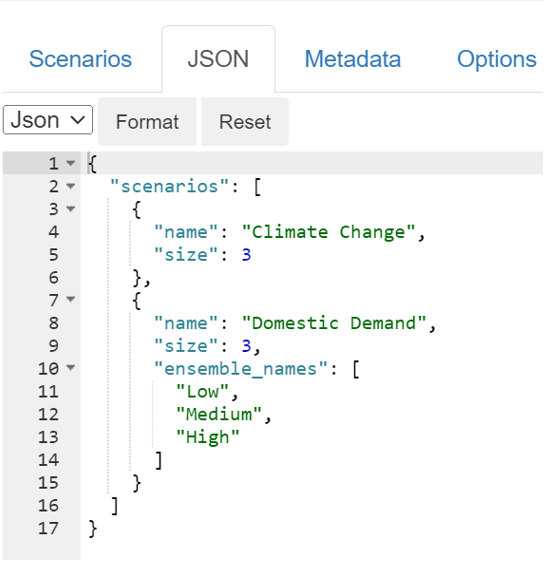 Scenarios JSON Metadata Options
Json Format Reset
1 {
2 "scenarios": [
3 {
4 "name": "Climate Change",
5 "size": 3
6 },
7 {
8 "name": "Domestic Demand",
9 "size": 3,
10 "ensemble_names": [
11 "Low",
12 "Medium",
13 "High"
14 ]
15 }
16 ]
17 }